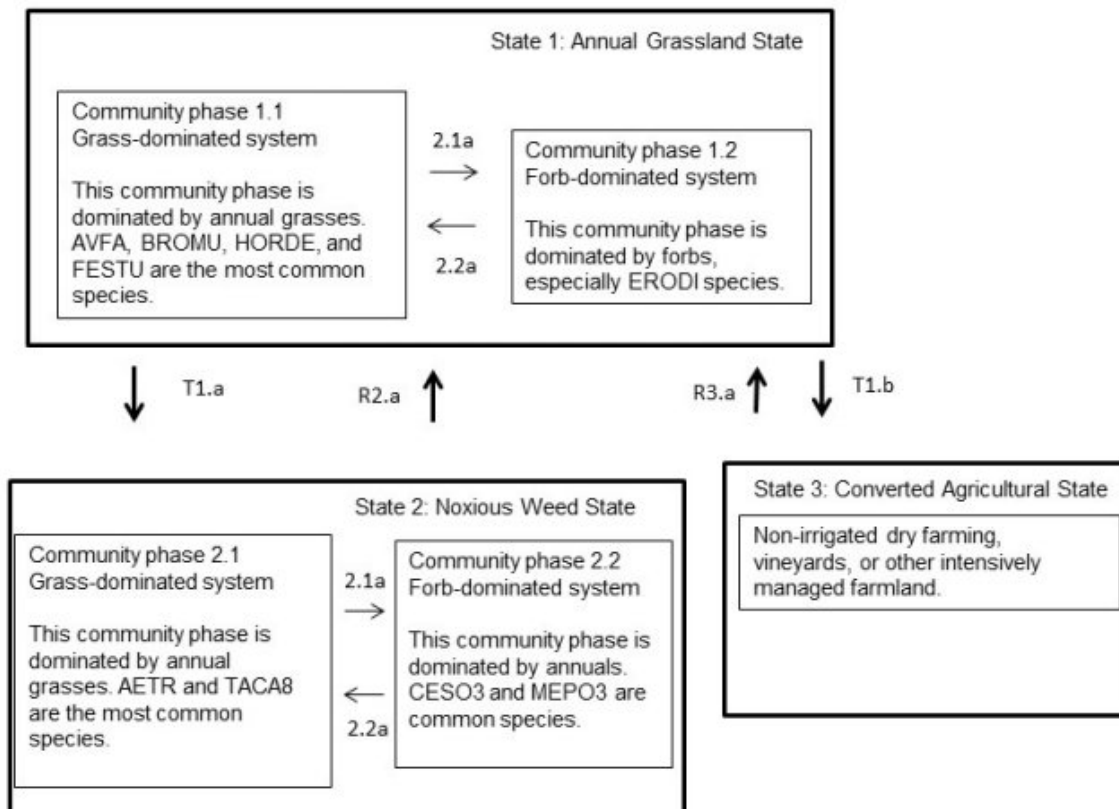 State 1: Annual Grassland State
Community phase 1.1
Grass-dominated system
This community phase is
dominated by annual grasses.
AVFA, BROMU, HORDE, and
FESTU are the most common
species.
2.1a
2.2a
Community phase 1.2
Forb-dominated system
This community phase is
dominated by forbs,
especially ERODI species.
T1.a
R2.a
R3.a
T1.b
State 2: Noxious Weed State
Community phase 2.1
Grass-dominated system
This community phase is
dominated by annual
grasses. AETR and TACA8
are the most common
species.
2.1a
2.2a
Community phase 2.2
Forb-dominated system
This community phase is
dominated by annuals.
CESO3 and MEPO3 are
common species.
State 3: Converted Agricultural State
Non-irrigated dry farming,
vineyards, or other intensively
managed farmland.